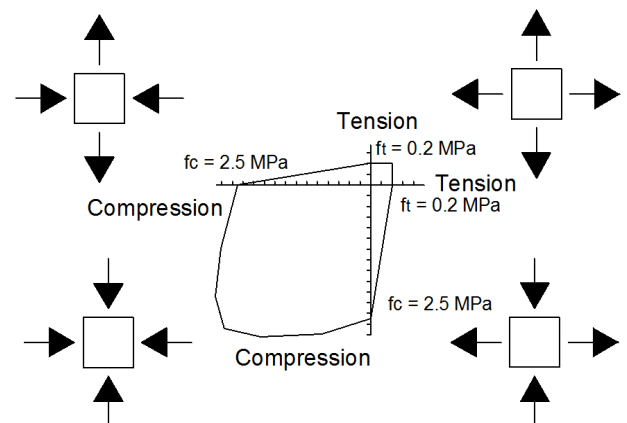 Tension
ft = 0.2 MPa
fc = 2.5 MPa
Tension
Compression
ft = 0.2 MPa
fc = 2.5 MPa
Compression